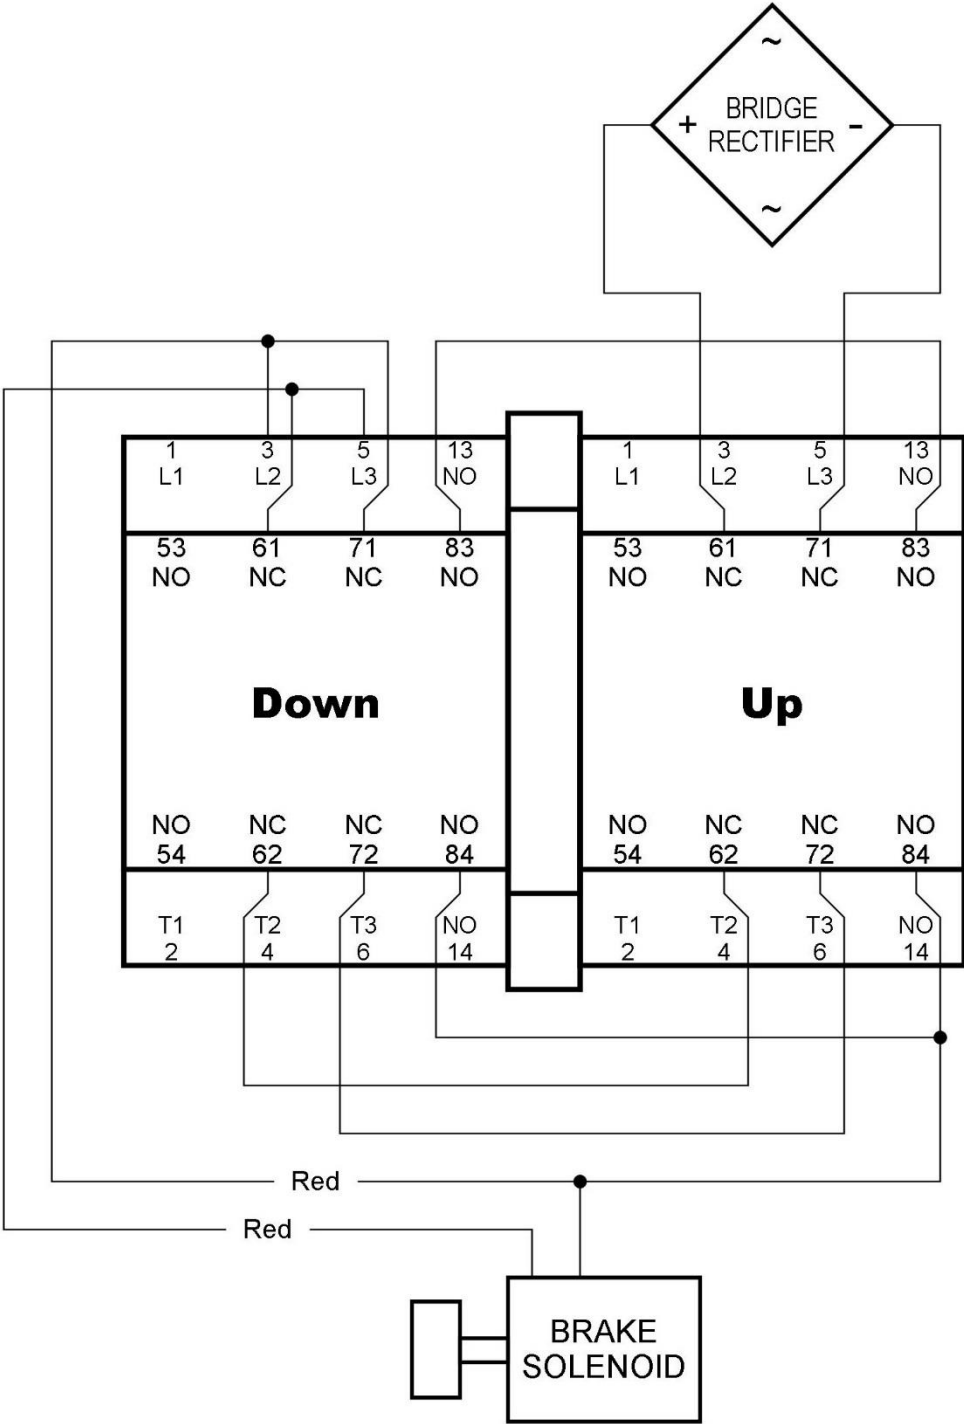 ~
BRIDGE
+ RECTIFIER -
~
1 3 5 13 1 3 5 13
L1 L2 L3 NO L1 L2 L3 NO
53 61 71 83 53 61 71 83
NO NC NC NO NO NC NC NO
Down Up
NO NC NC NO NO NC NC NO
54 62 72 84 54 62 72 84
T1 T2 T3 NO T1 T2 T3 NO
2 4 6 14 2 4 6 14
Red
Red
BRAKE
SOLENOID